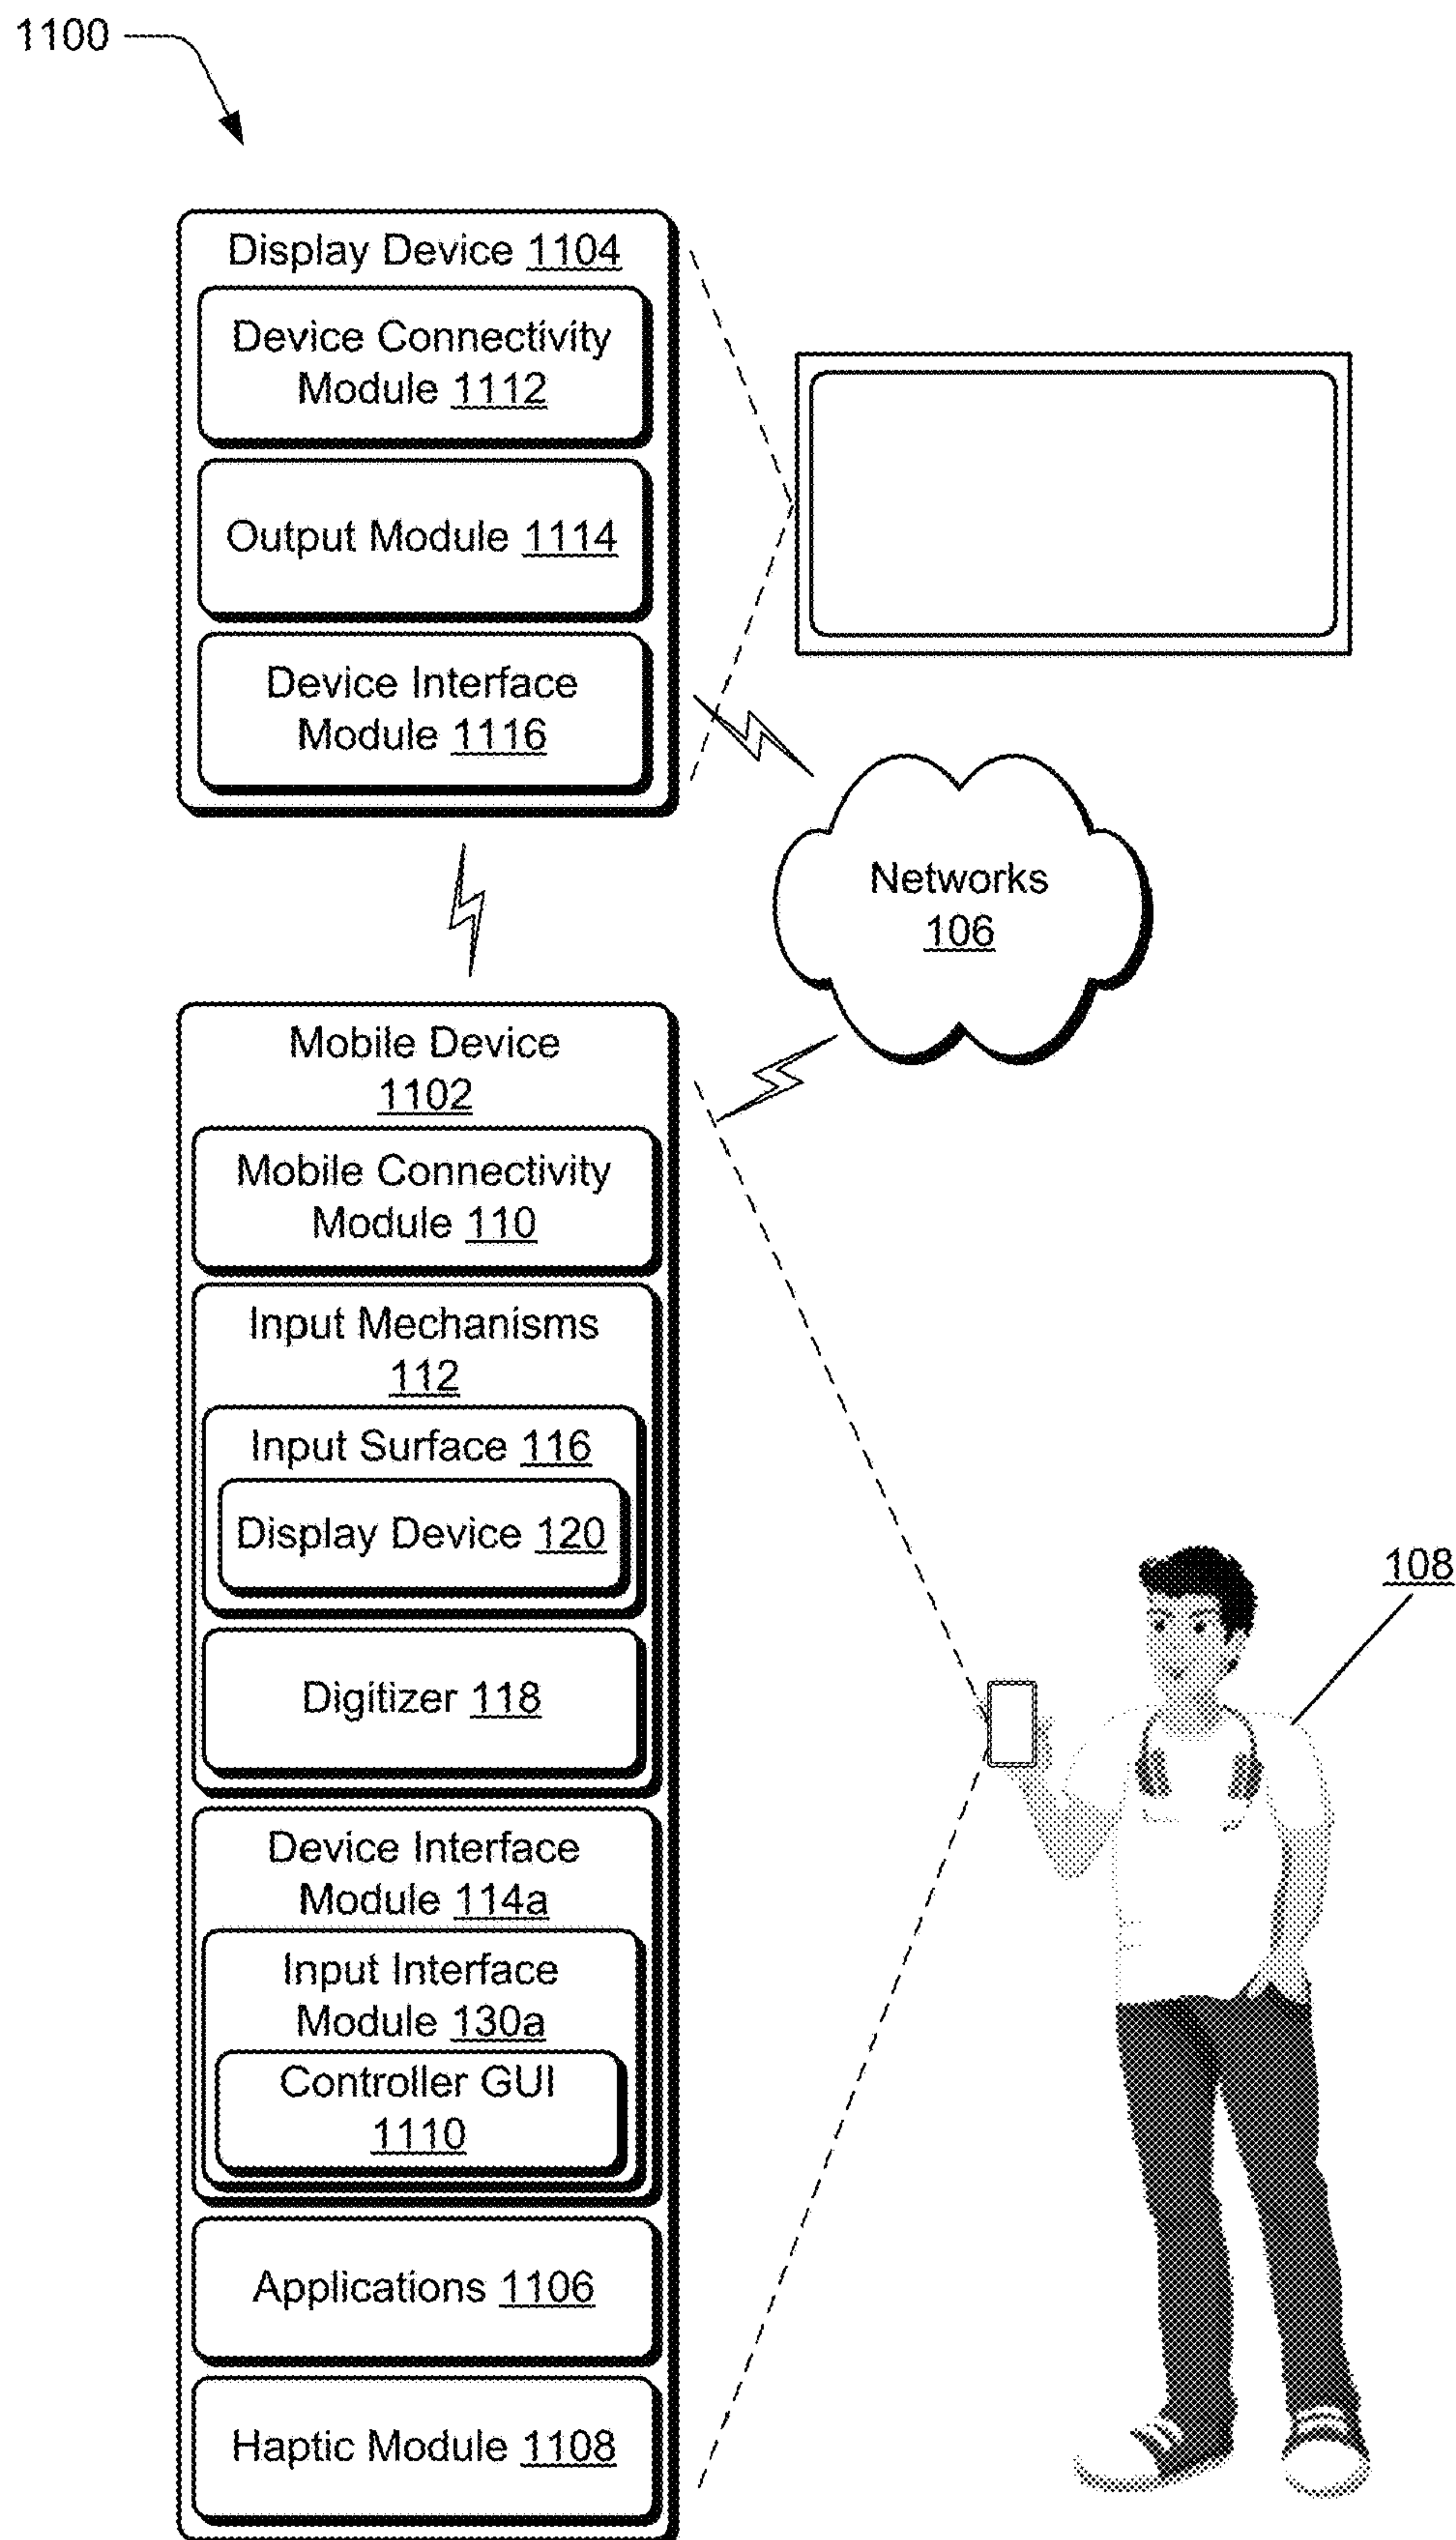 1100
Display Device 1104
Device Connectivity
Module 1112
Output Module 1114
Device Interface
Module 1116
Networks
106
Mobile Device
1102
Mobile Connectivity
Module 110
Input Mechanisms
112
Input Surface 116
Display Device 120
Digitizer 118
108
Device Interface
Module 114a
Input Interface
Module 130a
Controller GUI
1110
Applications 1106
Haptic Module 1108